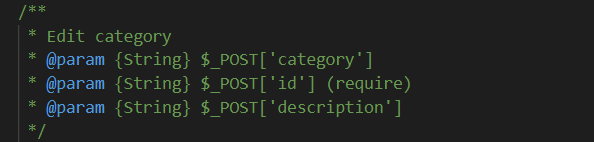 /**
* Edit category
* @param {String} $_POST['category']
* @param {String} $_POST['id'] (require)
* @param {String} $_POST['description']
*/